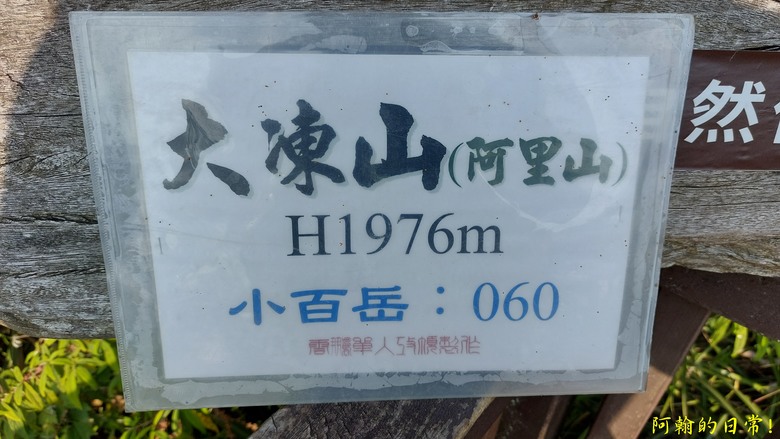 大凍山(阿里山)
H1976m
小百岳：060
然
阿翰的日常!